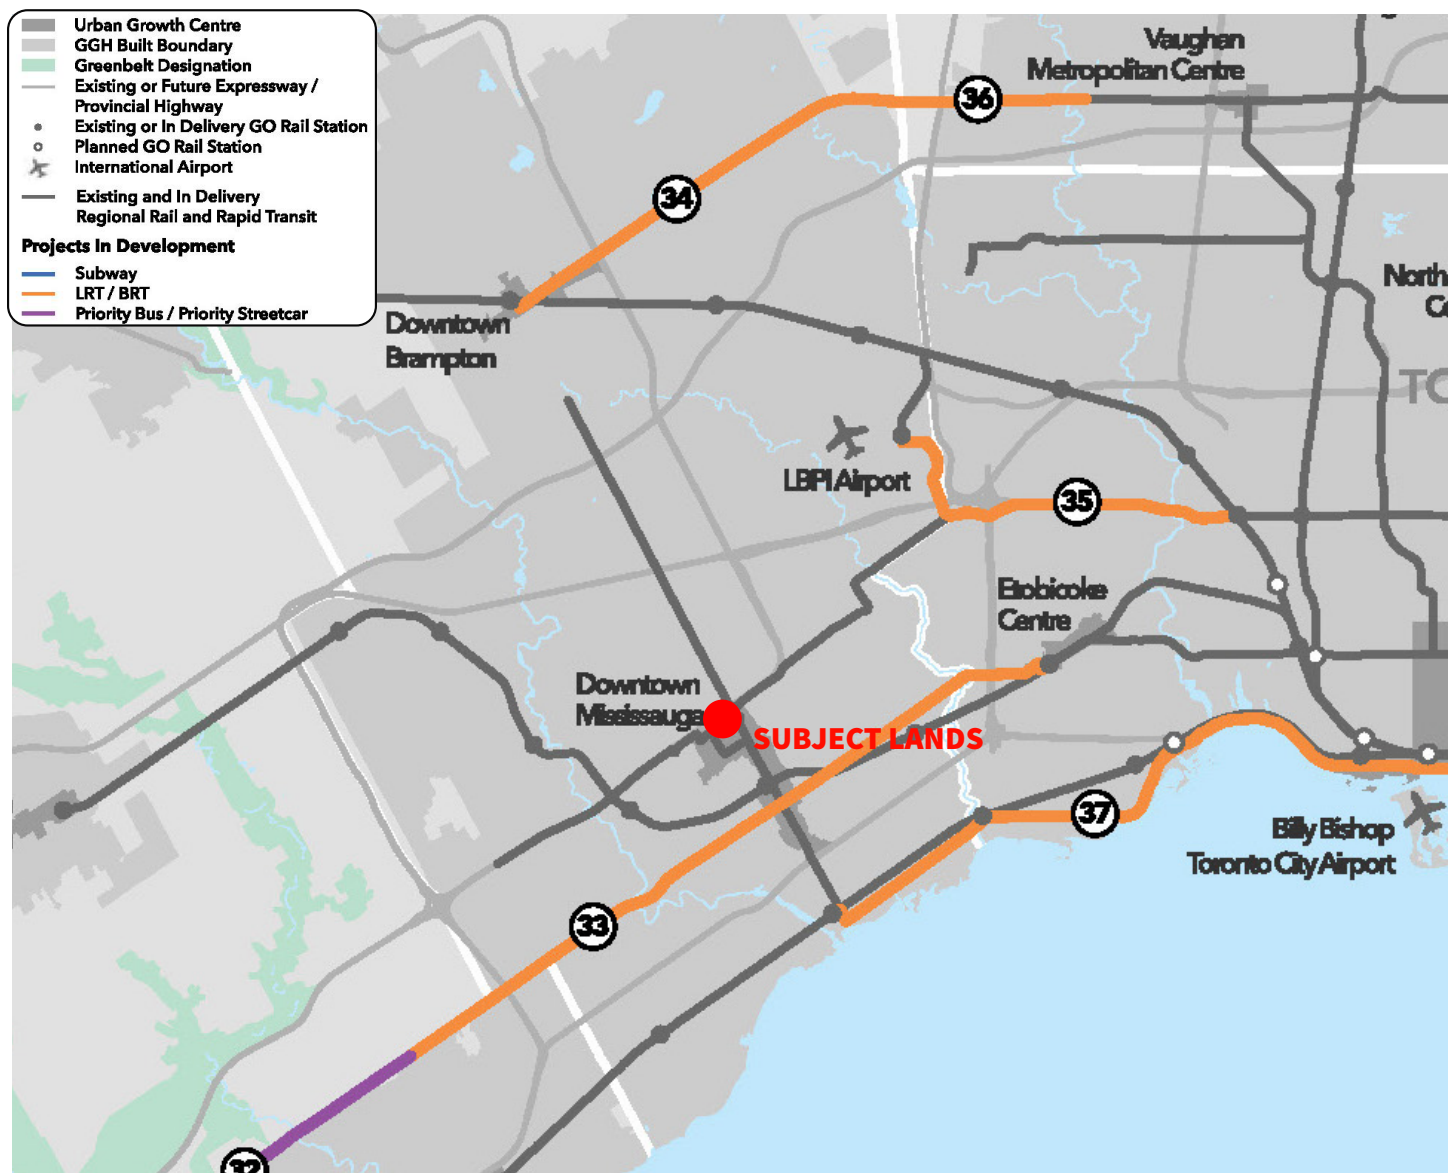 Urban Growth Centre
GGH Built Boundary
Greenbelt Designation
Existing or Future Expressway /
Provincial Highway
Existing or In Delivery GO Rail Station
Planned GO Rail Station
International Airport
Existing and In Delivery
Regional Rail and Rapid Transit
Projects In Development
Subway
LRT / BRT
Priority Bus / Priority Streetcar
Vaughan
Metropolitan Centre
36
34
North
Ce
Downtown
Brampton
TO
LBPI Airport
35
Etobicoke
Centre
Downtown
Mississauga
SUBJECT LANDS
37
Billy Bishop
Toronto City Airport
33
32